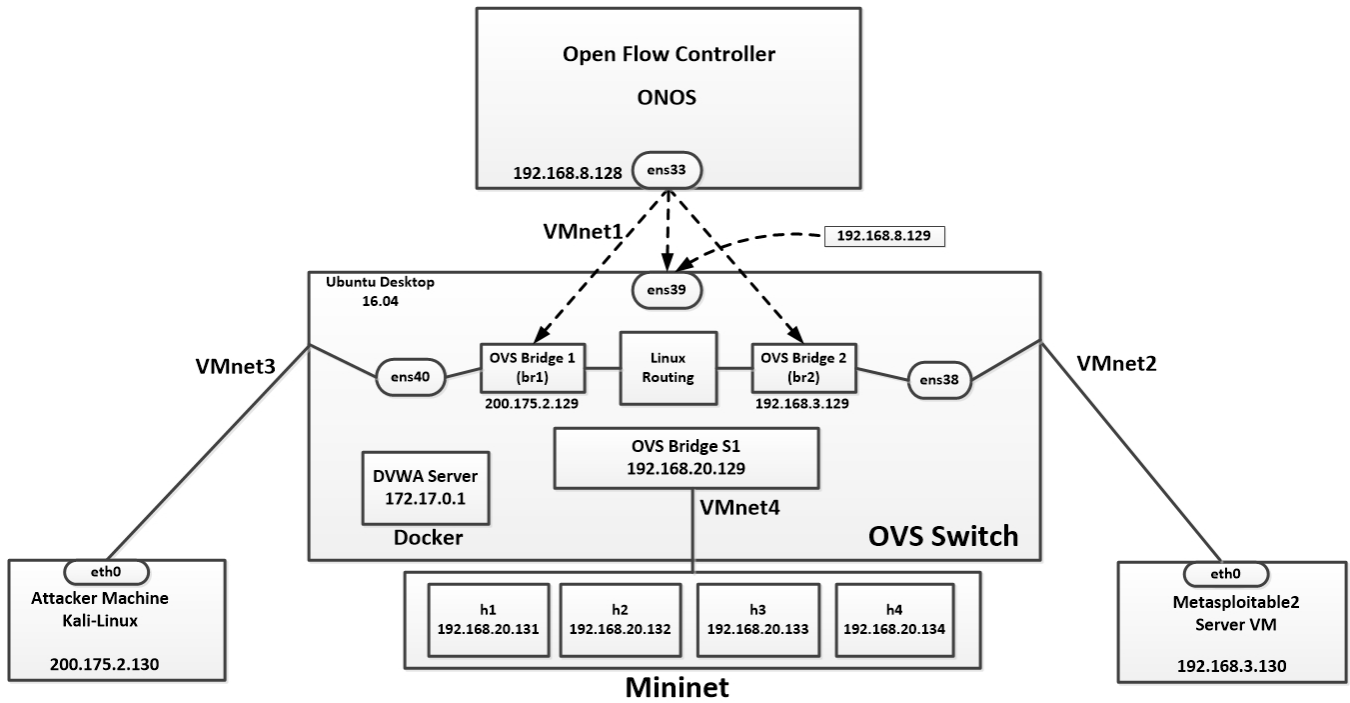 Open Flow Controller
ONOS
192.168.8.128
ens33
VMnet1
192.168.8.129
Ubuntu Desktop
16.04
ens39
VMnet3
ens40
OVS Bridge 1
(br1)
200.175.2.129
Linux
Routing
OVS Bridge 2
(br2)
192.168.3.129
ens38
VMnet2
OVS Bridge S1
192.168.20.129
DVWA Server
172.17.0.1
Docker
VMnet4
OVS Switch
eth0
Attacker Machine
Kali-Linux
200.175.2.130
h1
192.168.20.131
h2
192.168.20.132
h3
192.168.20.133
h4
192.168.20.134
Mininet
eth0
Metasploitable2
Server VM
192.168.3.130